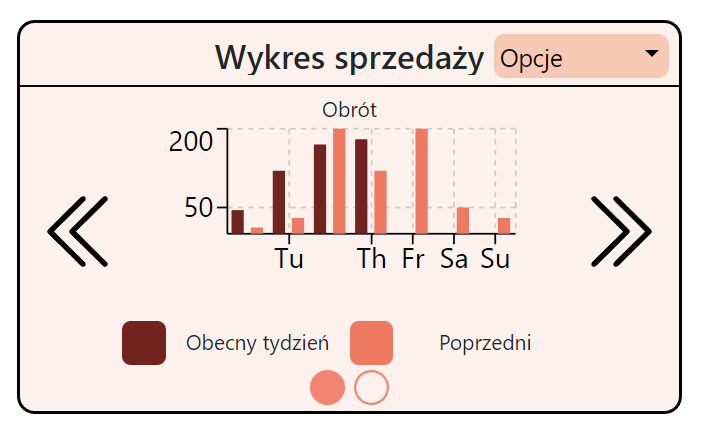 Wykres sprzedaży
Opcje
Obrót
200
50
Tu Th Fr Sa Su
Obecny tydzień Poprzedni